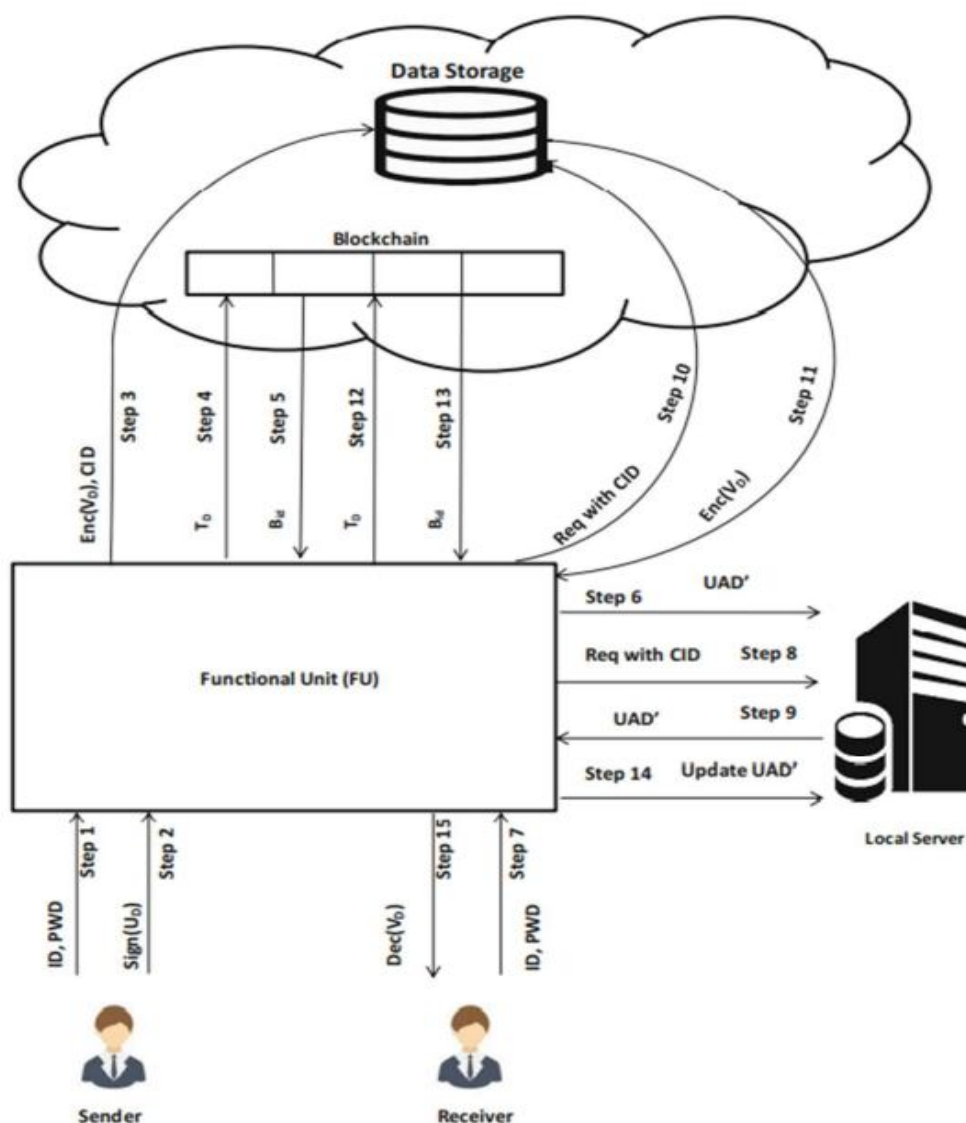 Data Storage
Blockchain
Enc(V_D), CID
Step 3
T_D
Step 4
B_id
Step 5
T_D
Step 12
B_id
Step 13
Req with CID
Step 10
Enc(V_D)
Step 11
Functional Unit (FU)
Step 6
UAD'
Req with CID
Step 8
UAD'
Step 9
Step 14
Update UAD'
Local Server
ID, PWD
Step 1
Sign(U_D)
Step 2
Dec(V_D)
Step 15
ID, PWD
Step 7
Sender
Receiver